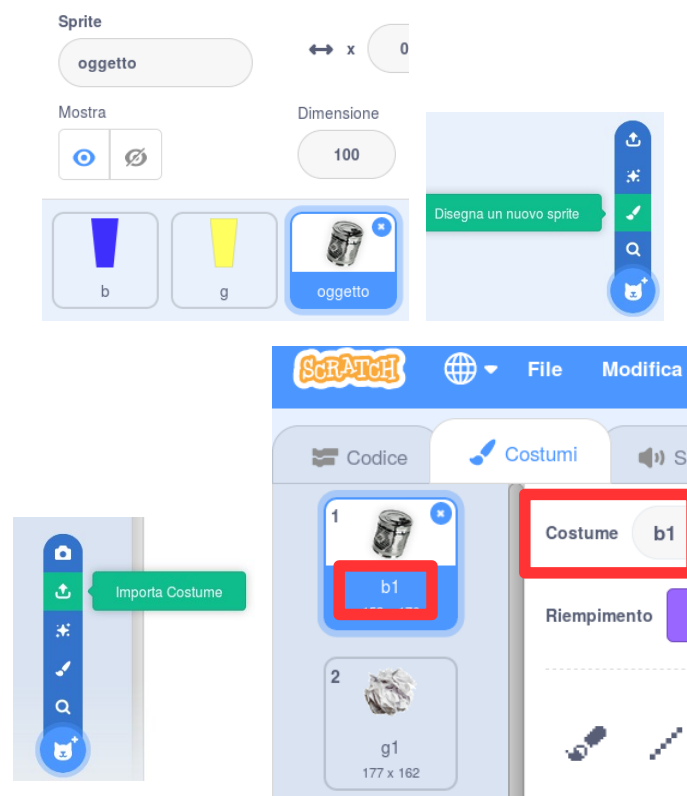 Sprite
oggetto
x
0
Mostra
Dimensione
100
b
g
oggetto
Disegna un nuovo sprite
SCRATCH
File
Modifica
Codice
Costumi
S
1
b1
Costume
b1
Riempimento
2
g1
177 x 162
Importa Costume